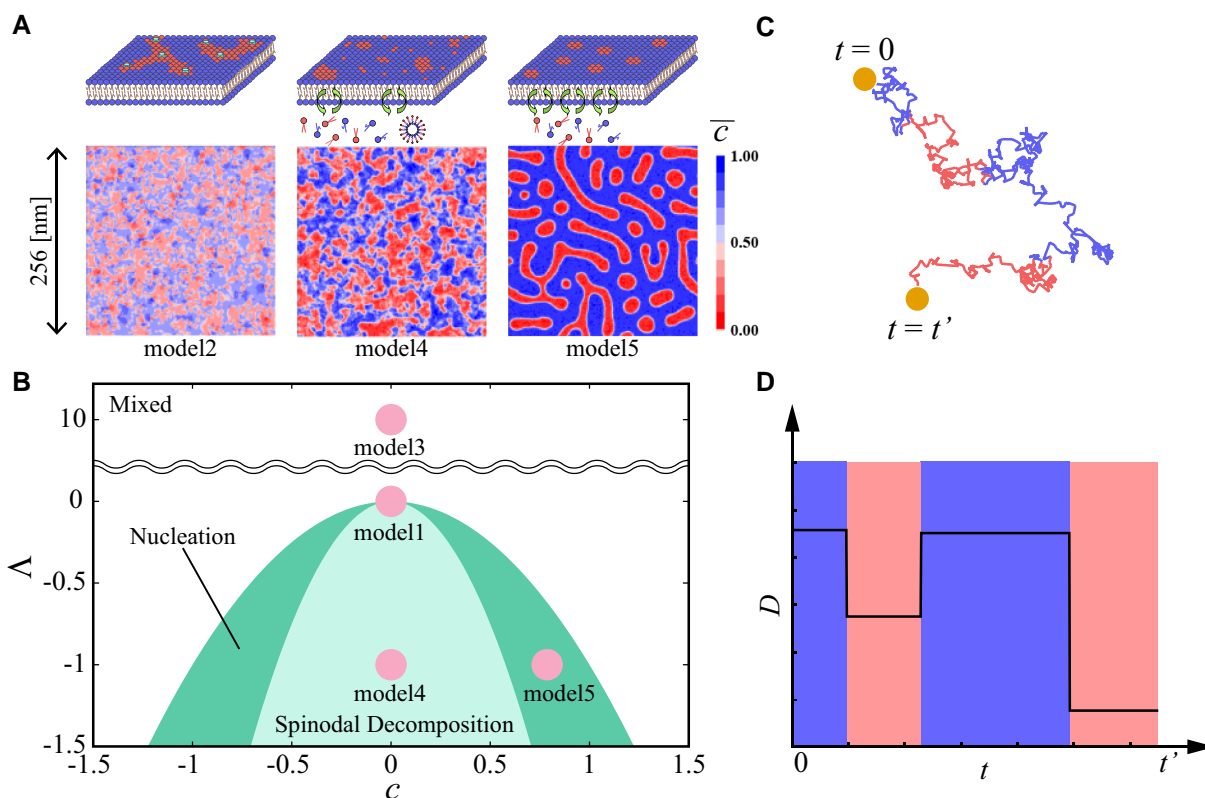 A
256 [nm]
model2
model4
model5
c
1.00
0.50
0.00
B
Mixed
model3
model1
Nucleation
model4
model5
Spinodal Decomposition
10
0
-0.5
-1
-1.5
Λ
-1.5
-1
-0.5
0
0.5
1
1.5
c
C
t = 0
t = t’
D
D
0
t
t’